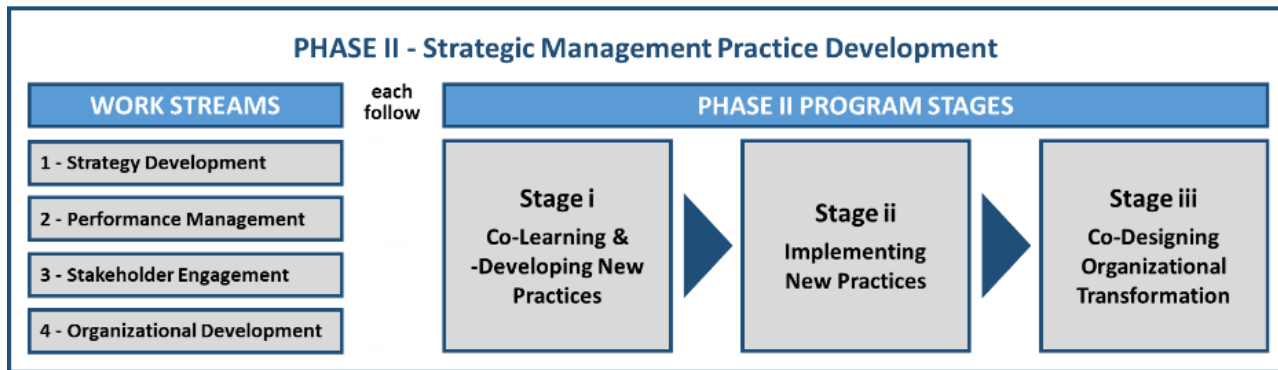 PHASE II - Strategic Management Practice Development
WORK STREAMS
1 - Strategy Development
2 - Performance Management
3 - Stakeholder Engagement
4 - Organizational Development
each
follow
PHASE II PROGRAM STAGES
Stage i
Co-Learning &
-Developing New
Practices
Stage ii
Implementing
New Practices
Stage iii
Co-Designing
Organizational
Transformation